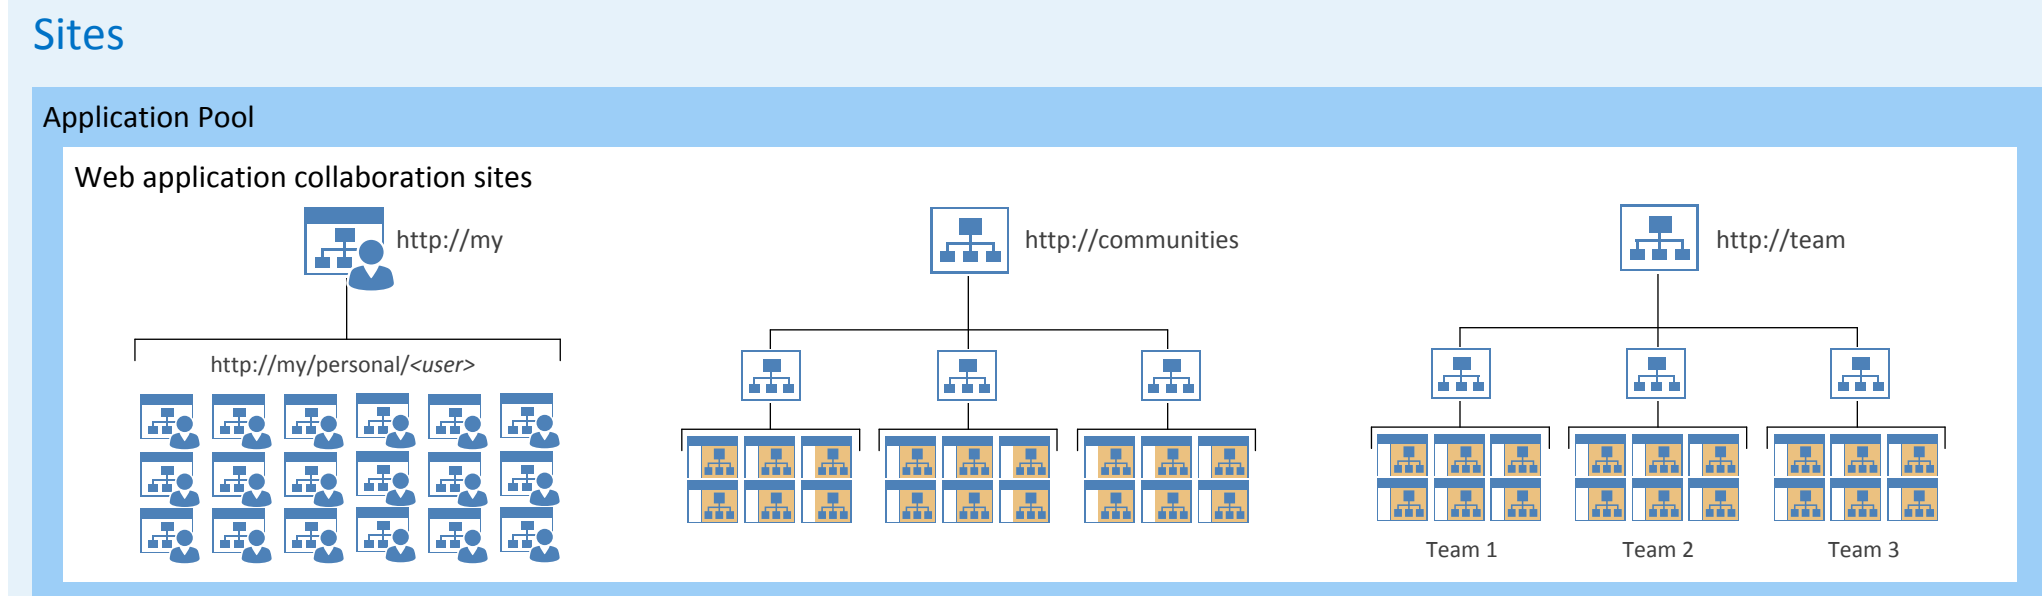 Sites
Application Pool
Web application collaboration sites
http://my
http://communities
http://team
http://my/personal/<user>
Team 1
Team 2
Team 3